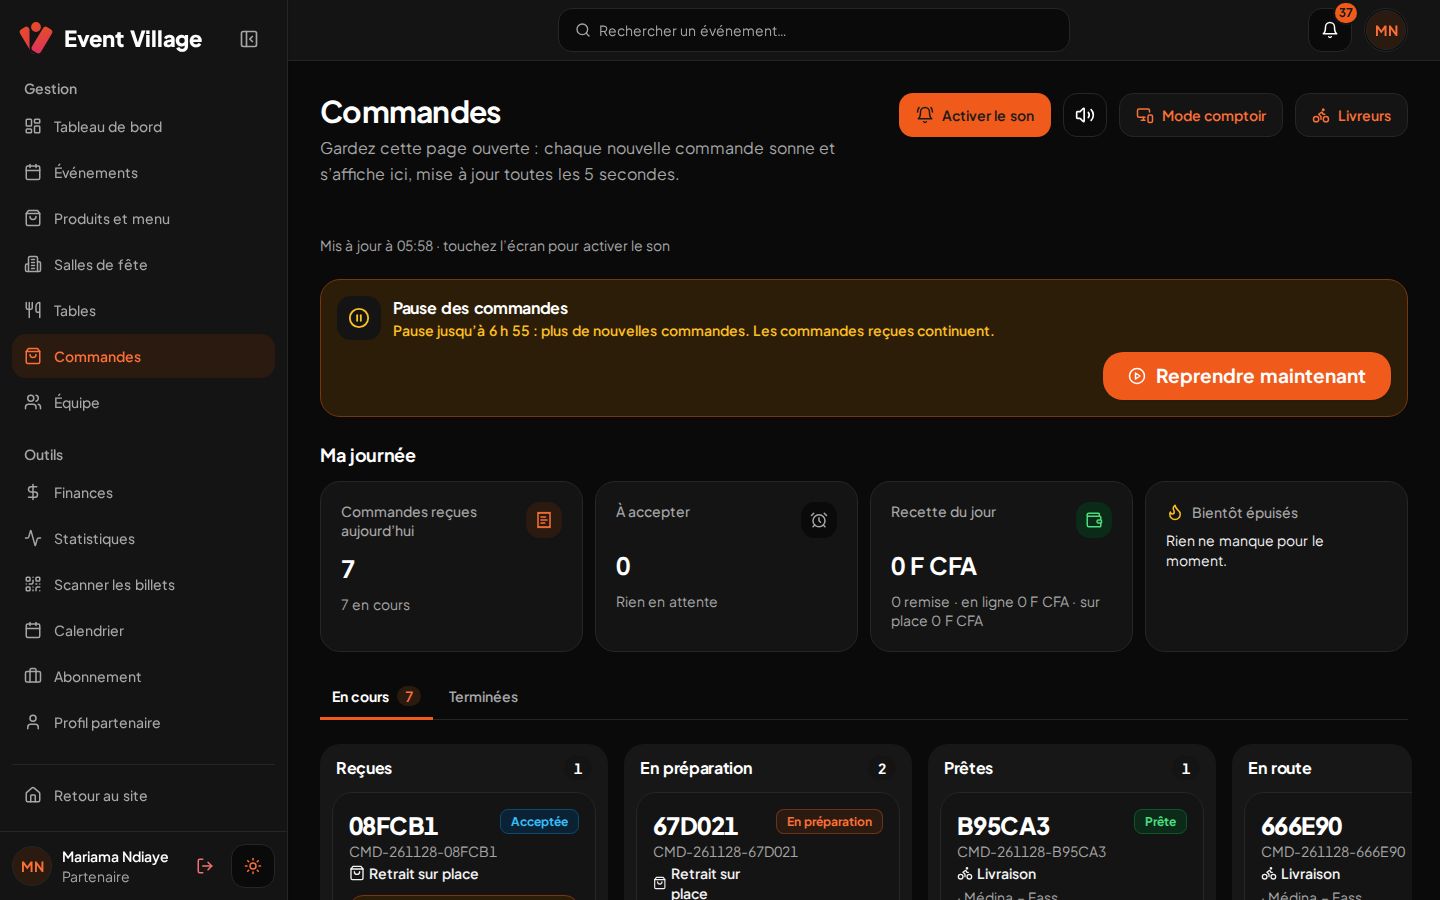 Event Village
Gestion
Tableau de bord
Événements
Produits et menu
Salles de fête
Tables
Commandes
Équipe
Outils
Finances
Statistiques
Scanner les billets
Calendrier
Abonnement
Profil partenaire
Retour au site
MN
Mariama Ndiaye
Partenaire
Rechercher un événement...
37
MN
Commandes
Gardez cette page ouverte : chaque nouvelle commande sonne et
s'affiche ici, mise à jour toutes les 5 secondes.
Activer le son
Mode comptoir
Livreurs
Mis à jour à 05:58 · touchez l'écran pour activer le son
Pause des commandes
Pause jusqu'à 6 h 55 : plus de nouvelles commandes. Les commandes reçues continuent.
Reprendre maintenant
Ma journée
Commandes reçues
aujourd'hui
7
7 en cours
À accepter
0
Rien en attente
Recette du jour
0 F CFA
0 remise · en ligne 0 F CFA · sur
place 0 F CFA
Bientôt épuisés
Rien ne manque pour le
moment.
En cours 7
Terminées
Reçues 1
08FCB1
Acceptée
CMD-261128-08FCB1
Retrait sur place
En préparation 2
67D021
En préparation
CMD-261128-67D021
Retrait sur
place
Prêtes 1
B95CA3
Prête
CMD-261128-B95CA3
Livraison
· Médina – Fass
En route
666E90
CMD-261128-666E90
Livraison
· Médina – Fass